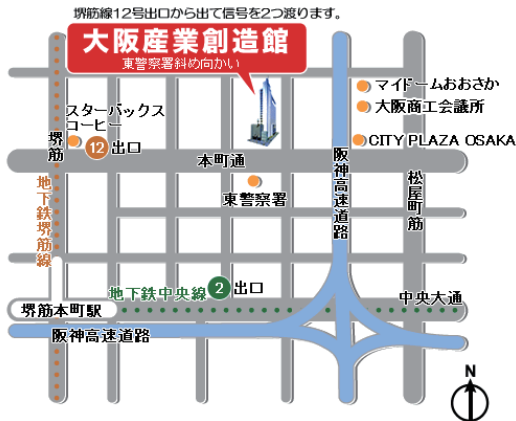 堺筋線12号出口から出て信号を2つ渡ります。
大阪産業創造館
東警察署斜め向かい
マイドームおおさか
大阪商工会議所
CITY PLAZA OSAKA
スターバックス
コーヒー
12 出口
堺筋
本町通
東警察署
阪神高速道路
松屋町筋
地下鉄堺筋線
地下鉄中央線 2 出口
中央大通
堺筋本町駅
阪神高速道路
N